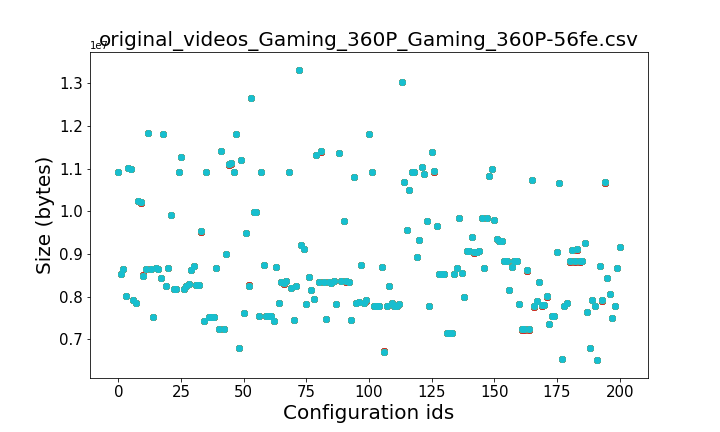 original_videos_Gaming_360P_Gaming_360P-56fe.csv
1e7
1.3
1.2
1.1
1.0
0.9
0.8
0.7
Size (bytes)
0 25 50 75 100 125 150 175 200
Configuration ids